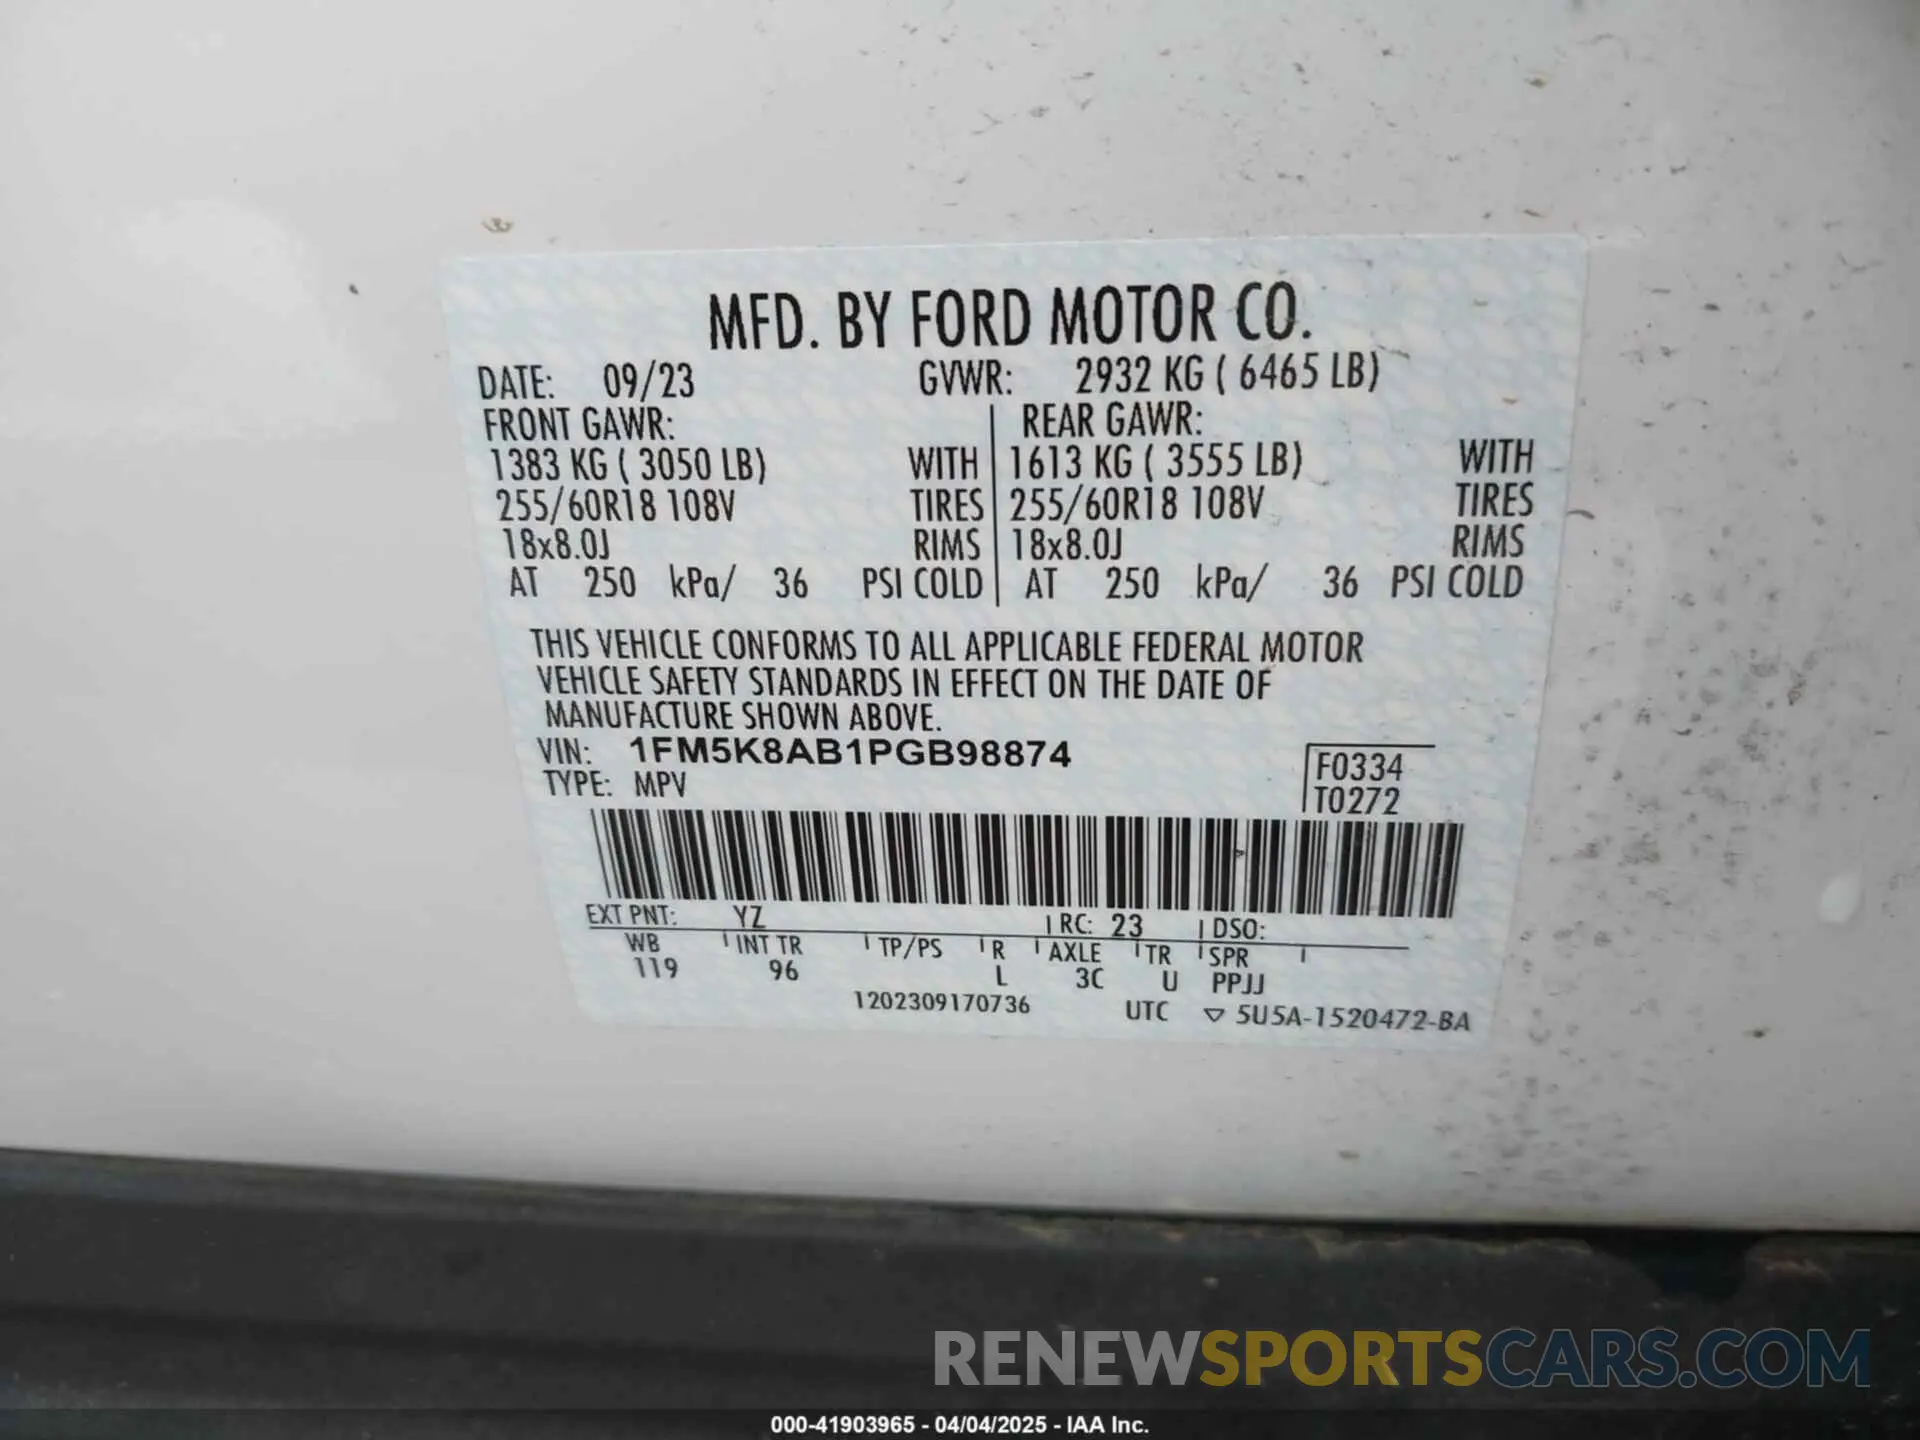 MFD. BY FORD MOTOR CO.
DATE: 09/23 GVWR: 2932 KG ( 6465 LB)
FRONT GAWR: REAR GAWR:
1383 KG ( 3050 LB) WITH 1613 KG ( 3555 LB) WITH
255/60R18 108V TIRES 255/60R18 108V TIRES
18x8.0J RIMS 18x8.0J RIMS
AT 250 kPa/ 36 PSI COLD AT 250 kPa/ 36 PSI COLD
THIS VEHICLE CONFORMS TO ALL APPLICABLE FEDERAL MOTOR
VEHICLE SAFETY STANDARDS IN EFFECT ON THE DATE OF
MANUFACTURE SHOWN ABOVE.
VIN: 1FM5K8AB1PGB98874
TYPE: MPV
F0334
T0272
EXT PNT: YZ RC: 23 DSO:
WB INT TR TP/PS R AXLE TR SPR
119 96 L 3C U PPJJ
1202309170736 UTC ▽ 5U5A-1520472-BA
RENEWSPORTSCARS.COM
000-41903965 - 04/04/2025 - IAA Inc.